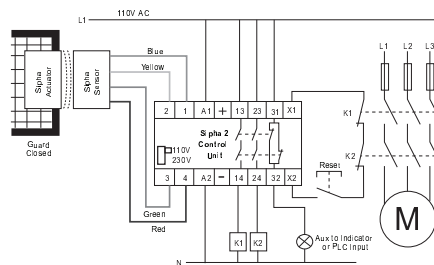 110V AC
L1
Blue
Yellow
Sipha
Actuator
Sipha
Sensor
Guard
Closed
2 1 A1 + 13 23 31 X1
Sipha 2
Control
Unit
110V
230V
3 4 A2 − 14 24 32 X2
Green
Red
L1 L2 L3
K1
K2
Reset
M
K1 K2
Aux to Indicator
or PLC Input
N